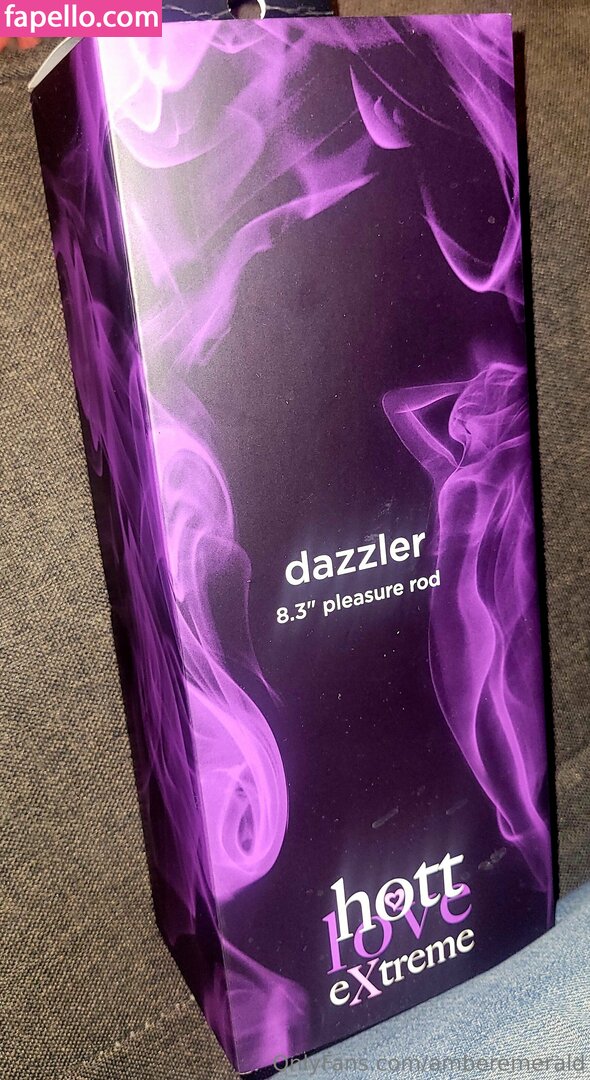 fapello.com
dazzler
8.3" pleasure rod
hott
love
eXtreme
OnlyFans.com/amberemerald